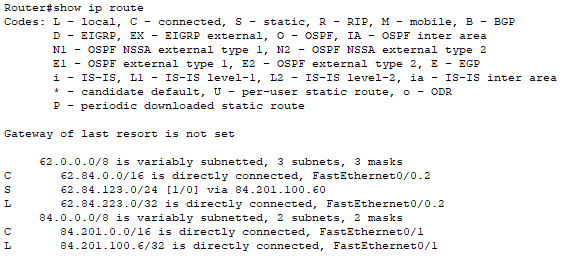 Router#show ip route
Codes: L - local, C - connected, S - static, R - RIP, M - mobile, B - BGP
D - EIGRP, EX - EIGRP external, O - OSPF, IA - OSPF inter area
N1 - OSPF NSSA external type 1, N2 - OSPF NSSA external type 2
E1 - OSPF external type 1, E2 - OSPF external type 2, E - EGP
i - IS-IS, L1 - IS-IS level-1, L2 - IS-IS level-2, ia - IS-IS inter area
* - candidate default, U - per-user static route, o - ODR
P - periodic downloaded static route
Gateway of last resort is not set
62.0.0.0/8 is variably subnetted, 3 subnets, 3 masks
C 62.84.0.0/16 is directly connected, FastEthernet0/0.2
S 62.84.123.0/24 [1/0] via 84.201.100.60
L 62.84.223.0/32 is directly connected, FastEthernet0/0.2
84.0.0.0/8 is variably subnetted, 2 subnets, 2 masks
C 84.201.0.0/16 is directly connected, FastEthernet0/1
L 84.201.100.6/32 is directly connected, FastEthernet0/1